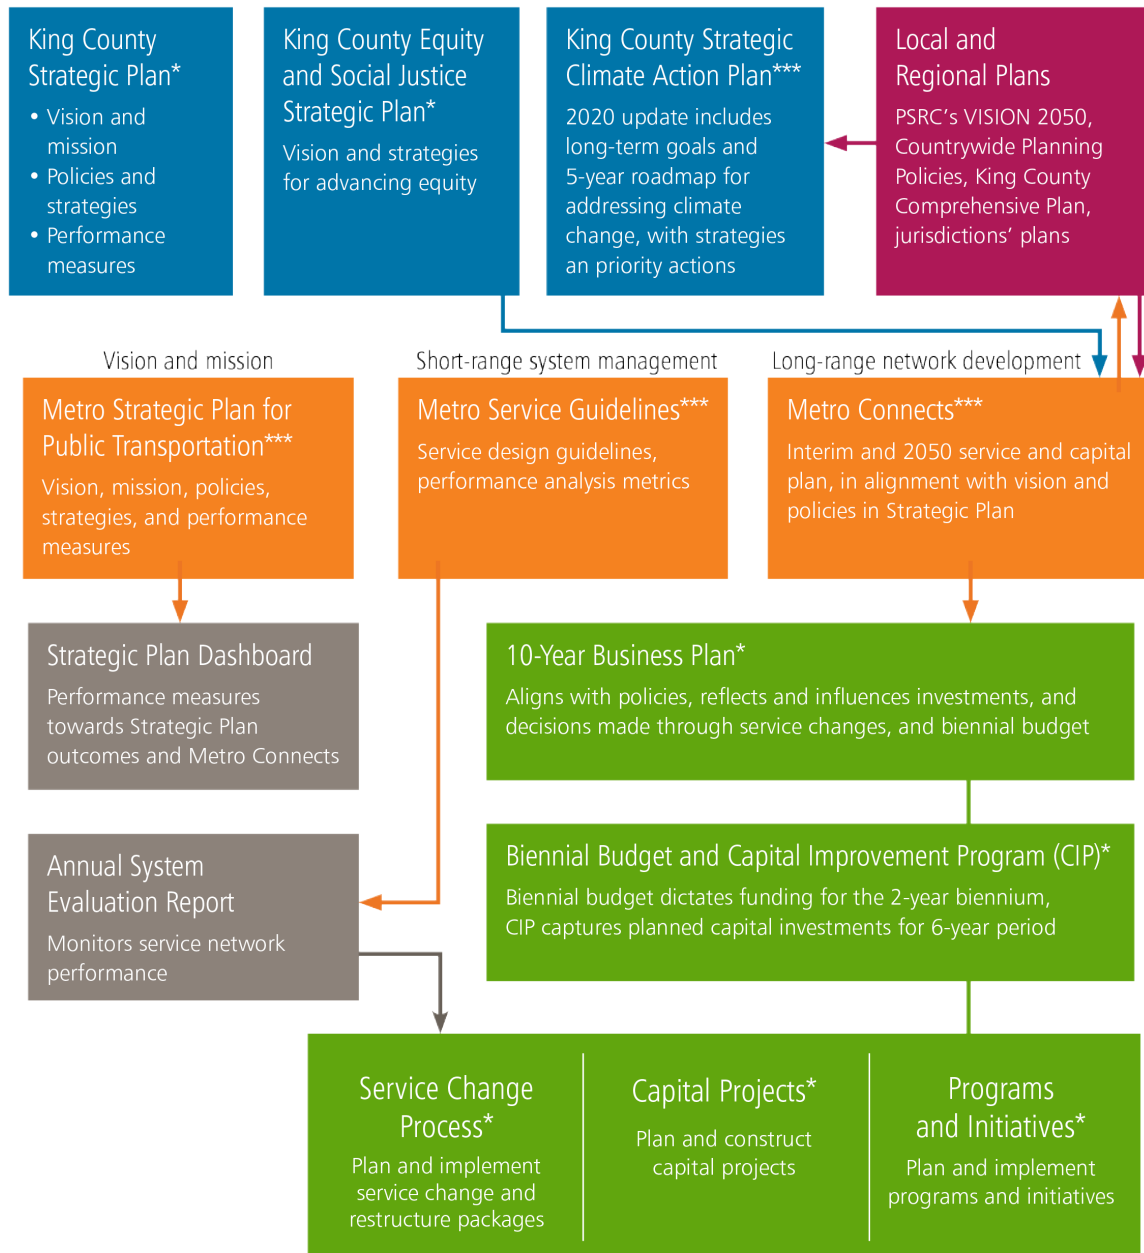 King County
Strategic Plan*
• Vision and
mission
• Policies and
strategies
• Performance
measures
King County Equity
and Social Justice
Strategic Plan*
Vision and strategies
for advancing equity
King County Strategic
Climate Action Plan***
2020 update includes
long-term goals and
5-year roadmap for
addressing climate
change, with strategies
an priority actions
Local and
Regional Plans
PSRC’s VISION 2050,
Countrywide Planning
Policies, King County
Comprehensive Plan,
jurisdictions’ plans
Vision and mission
Metro Strategic Plan for
Public Transportation***
Vision, mission, policies,
strategies, and performance
measures
Short-range system management
Metro Service Guidelines***
Service design guidelines,
performance analysis metrics
Long-range network development
Metro Connects***
Interim and 2050 service and capital
plan, in alignment with vision and
policies in Strategic Plan
Strategic Plan Dashboard
Performance measures
towards Strategic Plan
outcomes and Metro Connects
10-Year Business Plan*
Aligns with policies, reflects and influences investments, and
decisions made through service changes, and biennial budget
Annual System
Evaluation Report
Monitors service network
performance
Biennial Budget and Capital Improvement Program (CIP)*
Biennial budget dictates funding for the 2-year biennium,
CIP captures planned capital investments for 6-year period
Service Change
Process*
Plan and implement
service change and
restructure packages
Capital Projects*
Plan and construct
capital projects
Programs
and Initiatives*
Plan and implement
programs and initiatives